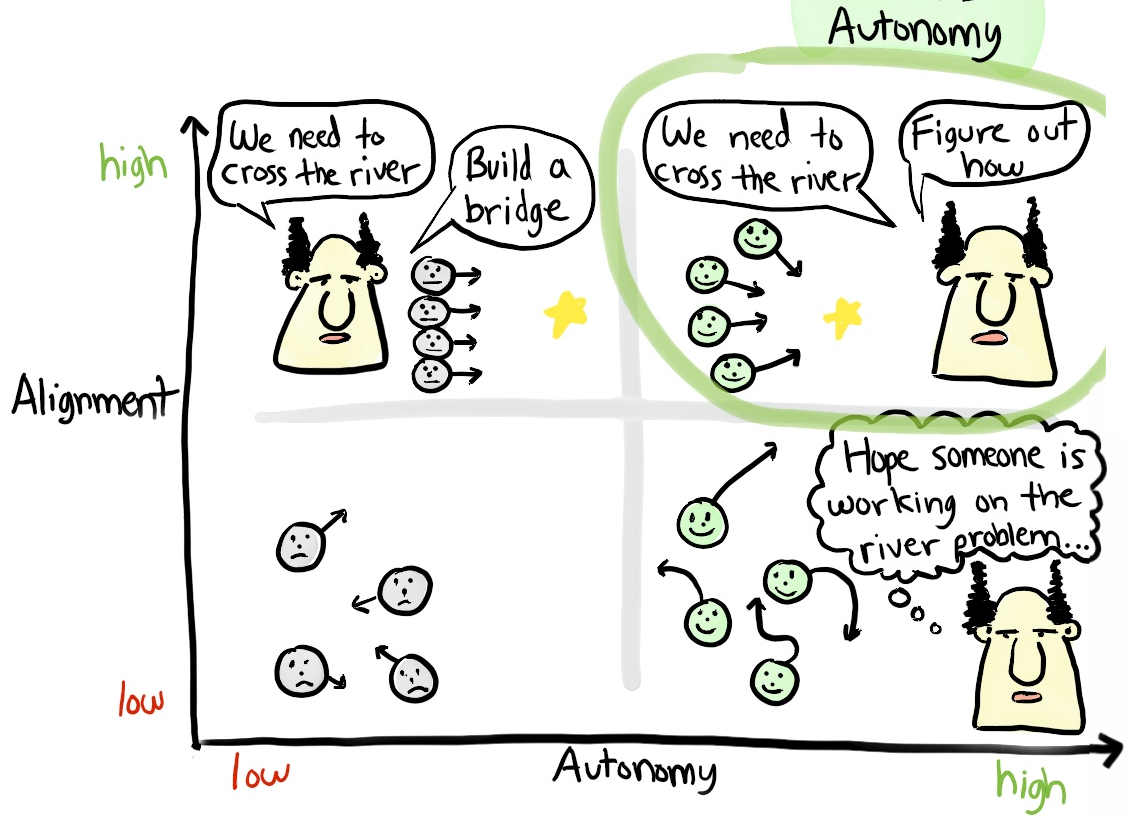 Autonomy
We need to
cross the river
Build a
bridge
We need to
cross the river
Figure out
how
high
Alignment
Hope someone is
working on the
river problem...
low
low
Autonomy
high